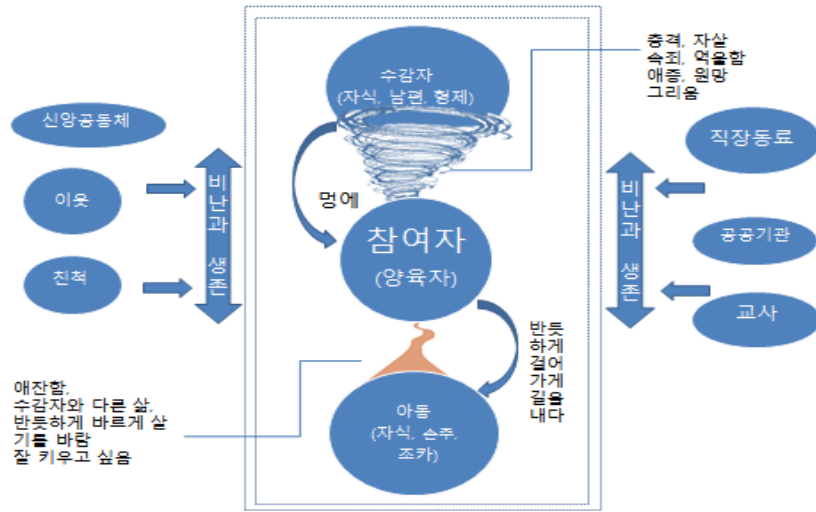 수감자
(자식, 남편, 형제)
충격, 자살
속죄, 억울함
애증, 원망
그리움
신앙공동체
이웃
친척
비난과 생존
멍에
참여자
(양육자)
비난과 생존
직장동료
공공기관
교사
반듯
하게
걸어
가게
길을
내다
애잔함,
수감자와 다른 삶,
반듯하게 바르게 살
기를 바람
잘 키우고 싶음
아동
(자식, 손주,
조카)